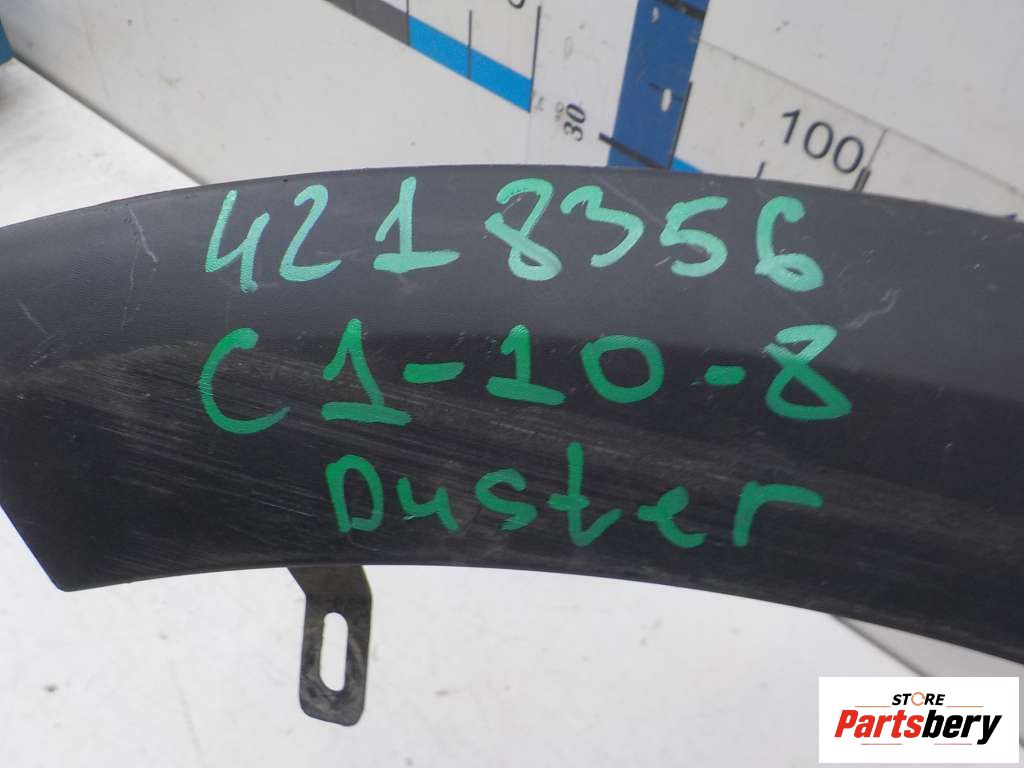 30
100
4218356
C1-10-8
Duster
STORE
Partsbery